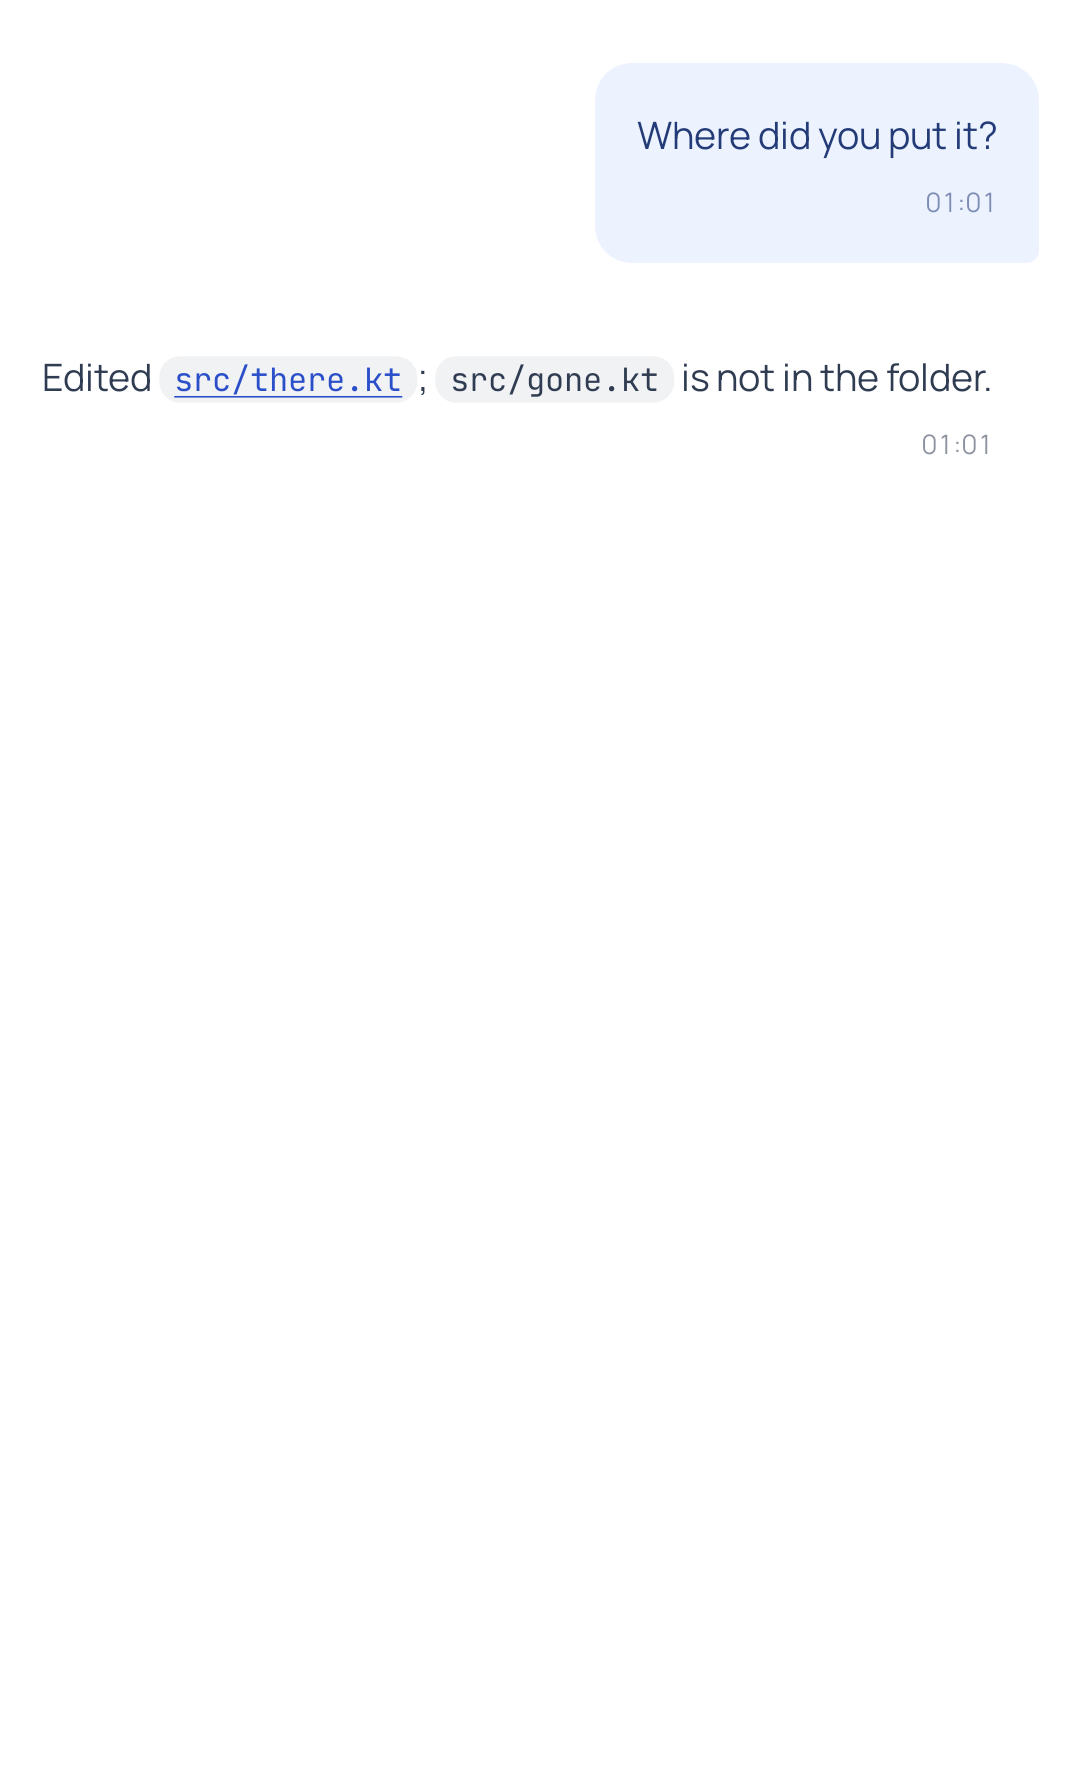 Where did you put it?
01:01
Edited src/there.kt; src/gone.kt is not in the folder.
01:01